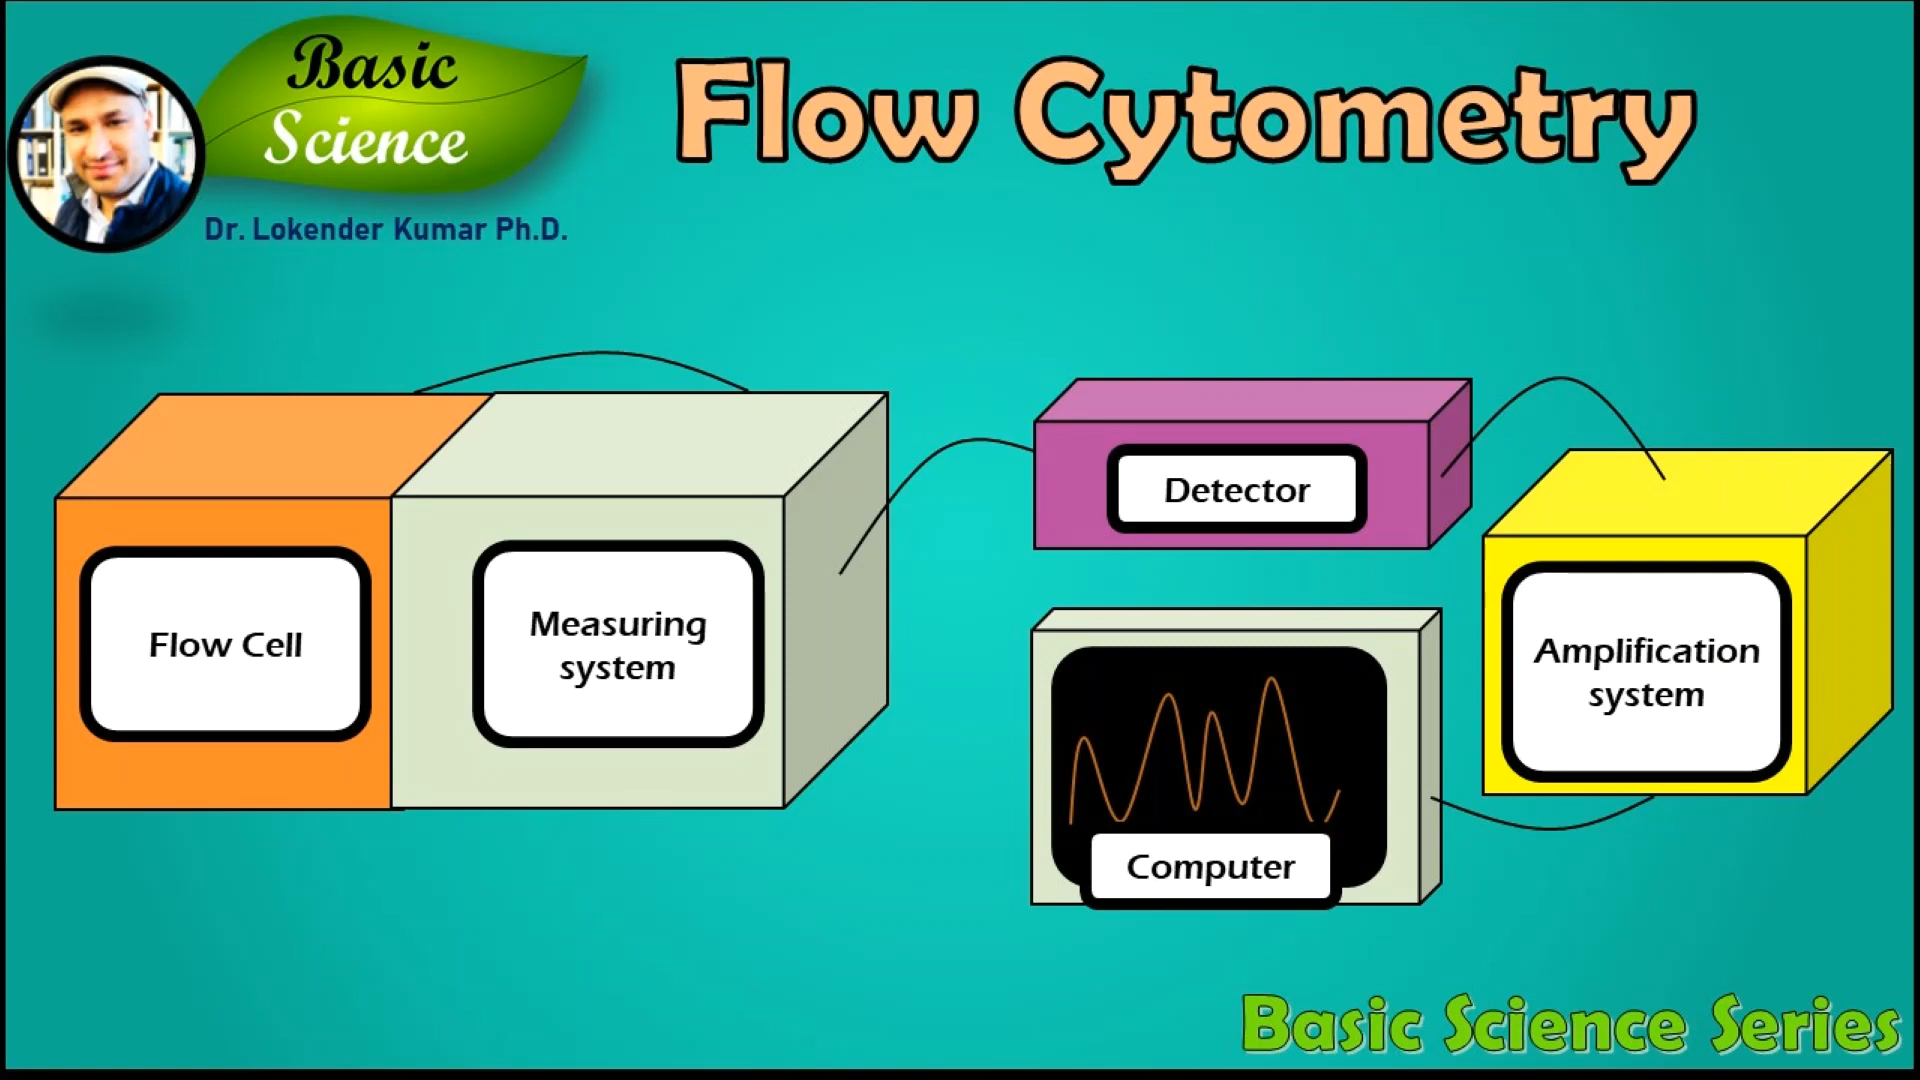 Basic
Science
Flow Cytometry
Dr. Lokender Kumar Ph.D.
Flow Cell
Measuring
system
Detector
Amplification
system
Computer
Basic Science Series